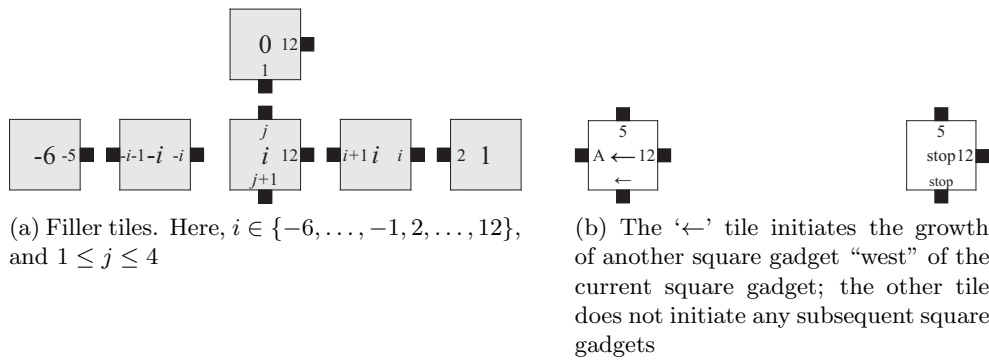 0 12
1
j
-6 -5
-i-1 -i -i
i 12
i+1 i i
2 1
j+1
5
A ← 12
←
5
stop 12
stop
(a) Filler tiles. Here, i ∈ {−6, . . . , −1, 2, . . . , 12},
and 1 ≤ j ≤ 4
(b) The ‘←’ tile initiates the growth
of another square gadget “west” of the
current square gadget; the other tile
does not initiate any subsequent square
gadgets